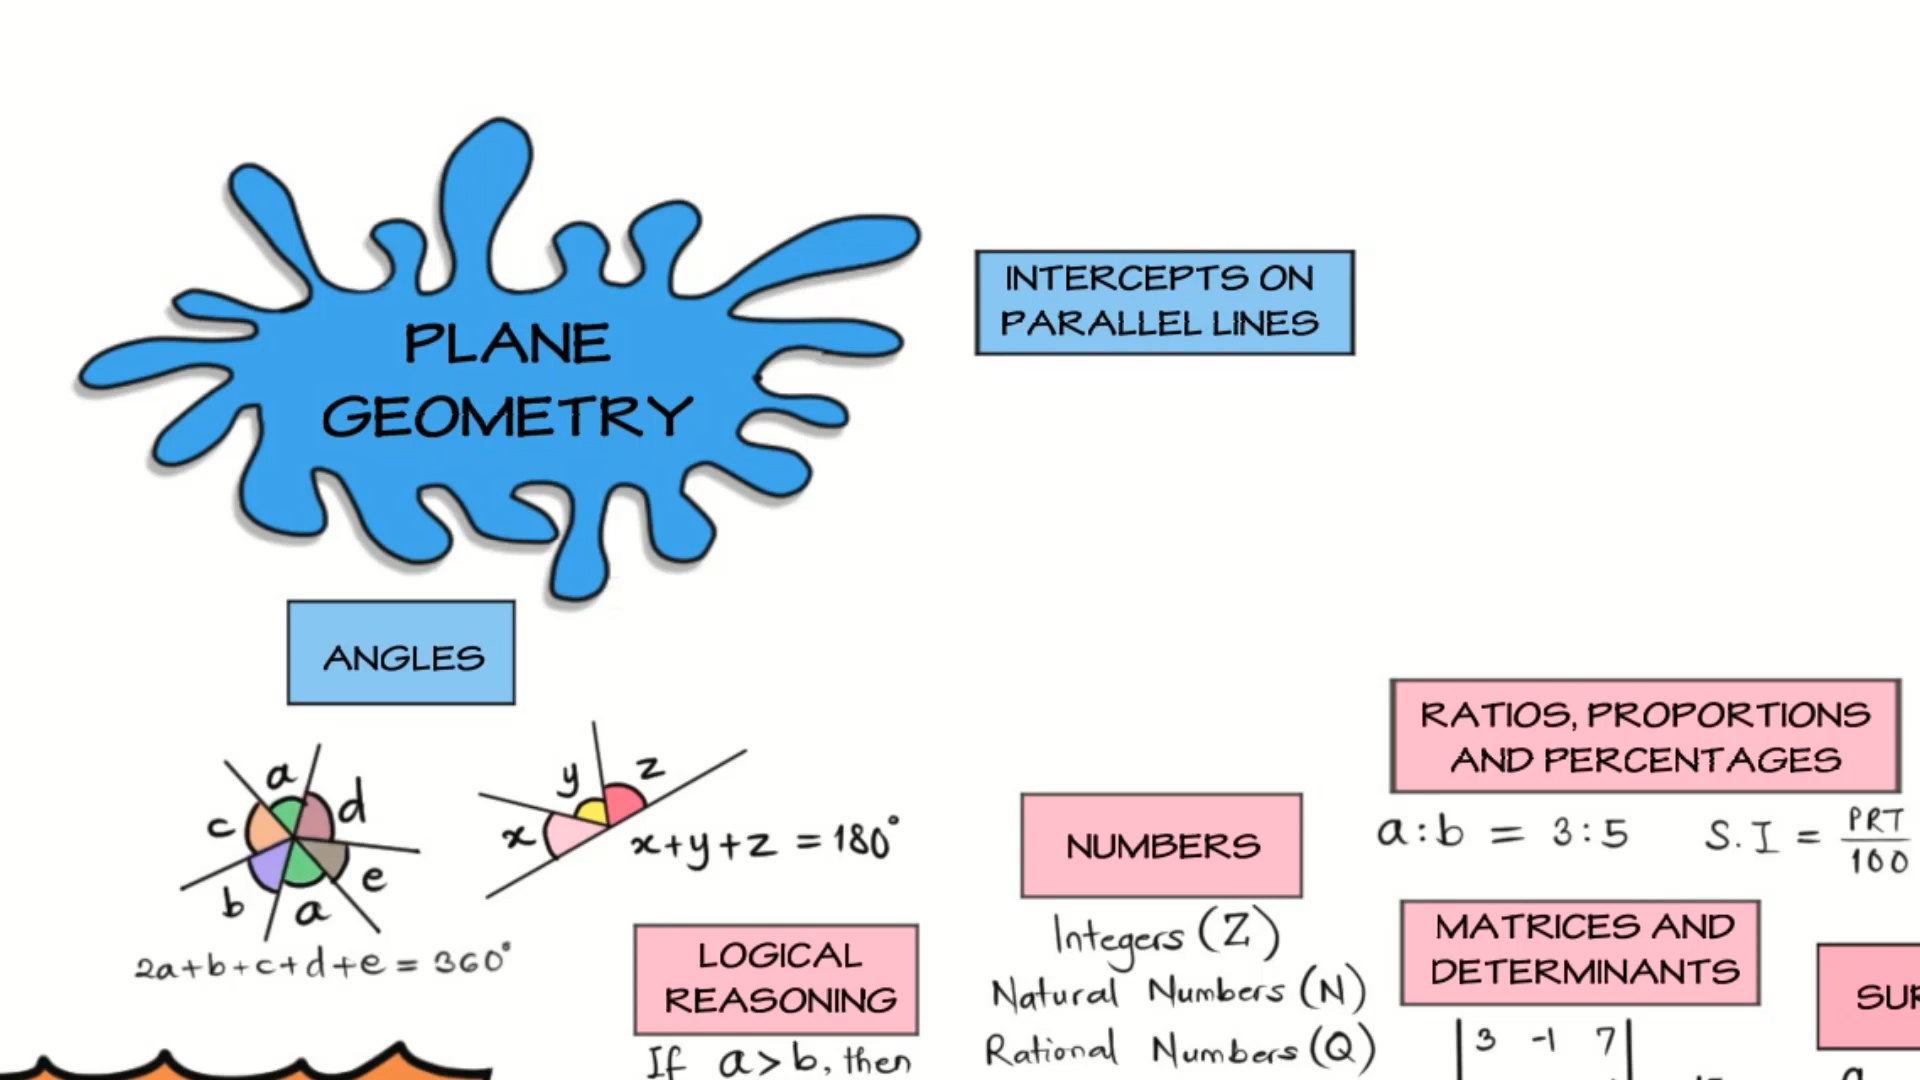 PLANE
GEOMETRY
INTERCEPTS ON
PARALLEL LINES
ANGLES
a
d
c
e
b
a
2a+b+c+d+e = 360°
y
z
x
x+y+z = 180°
RATIOS, PROPORTIONS
AND PERCENTAGES
a:b = 3:5
S.I = PRT
100
NUMBERS
Integers (Z)
Natural Numbers (N)
Rational Numbers (Q)
LOGICAL
REASONING
If a>b, then
MATRICES AND
DETERMINANTS
3 -1 7